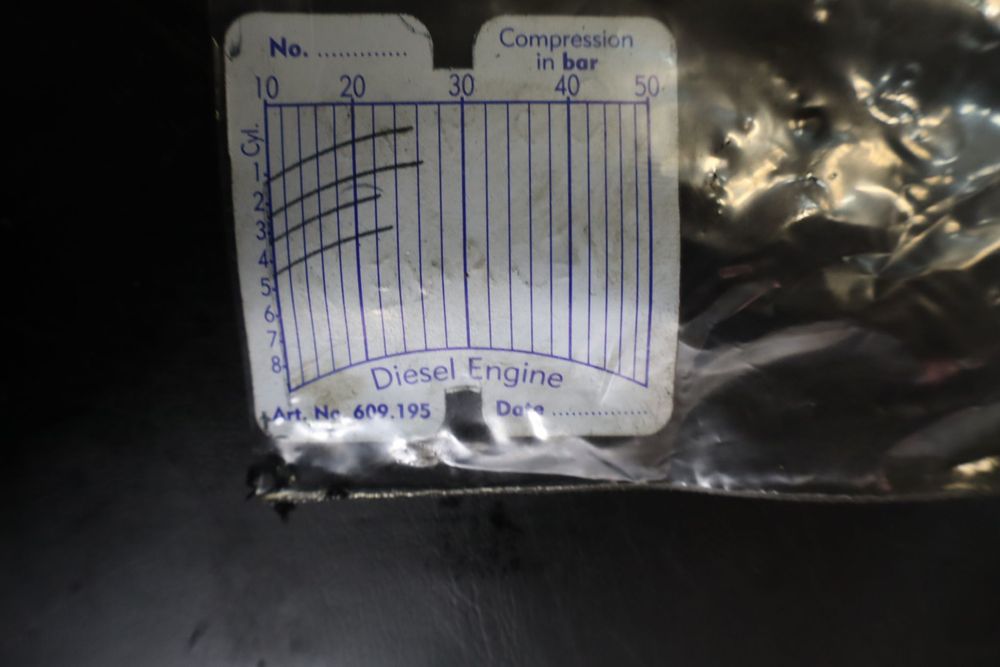 No. .............
Compression
in bar
10 20 30 40 50
Cyl.
1
2
3
4
5
6
7
8
Diesel Engine
Art. No. 609.195 Date ...............